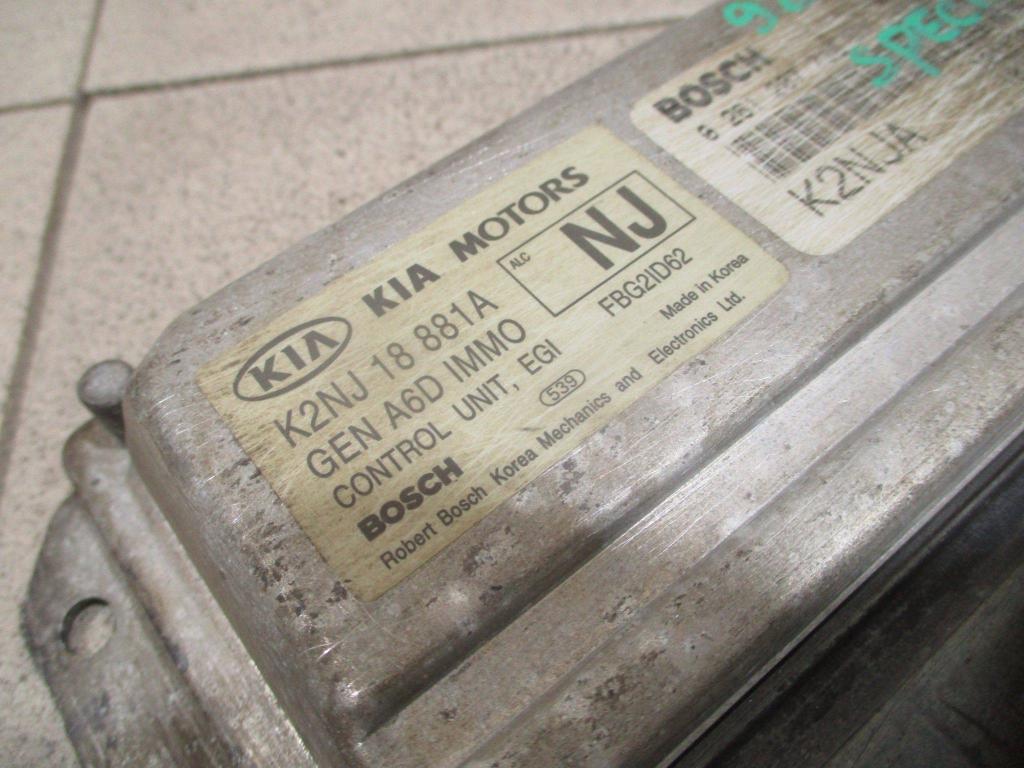 KIA KIA MOTORS
K2NJ 18 881A
ALC NJ
GEN A6D IMMO
FBG2ID62
CONTROL UNIT, EGI
BOSCH 539 Made in Korea
Robert Bosch Korea Mechanics and Electronics Ltd.
BOSCH
K2NJA